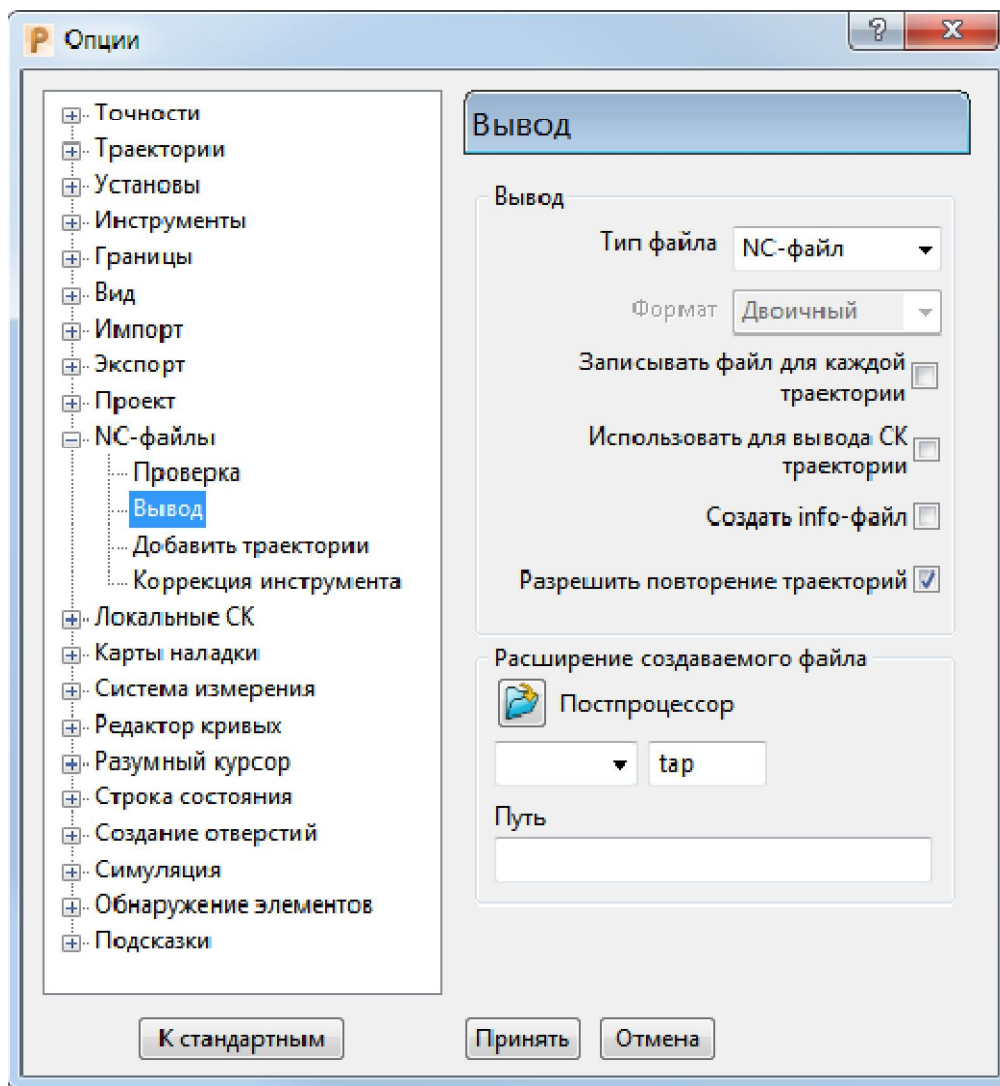 Опции
Точности
Траектории
Установы
Инструменты
Границы
Вид
Импорт
Экспорт
Проект
NC-файлы
Проверка
Вывод
Добавить траектории
Коррекция инструмента
Локальные СК
Карты наладки
Система измерения
Редактор кривых
Разумный курсор
Строка состояния
Создание отверстий
Симуляция
Обнаружение элементов
Подсказки
Вывод
Вывод
Тип файла NC-файл
Формат Двоичный
Записывать файл для каждой
траектории
Использовать для вывода СК
траектории
Создать info-файл
Разрешить повторение траекторий
Расширение создаваемого файла
Постпроцессор
tap
Путь
К стандартным Принять Отмена